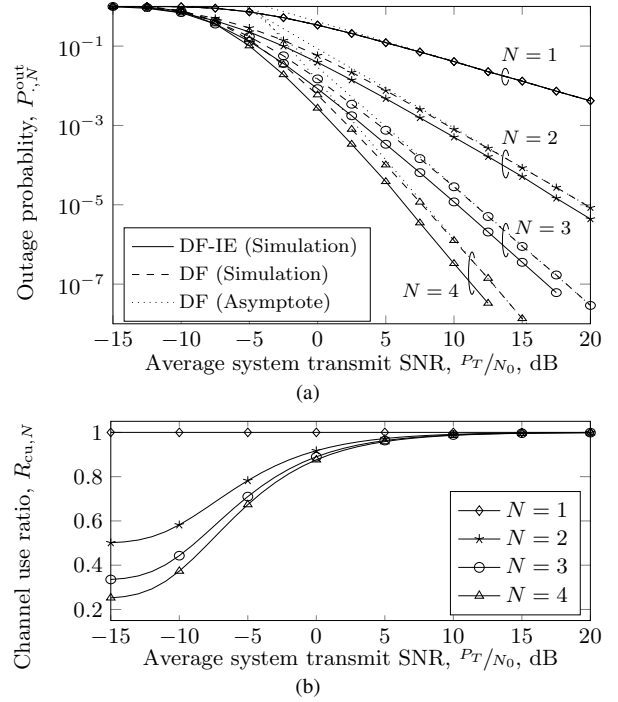 10⁻¹
10⁻³
10⁻⁵
10⁻⁷
Outage probablity, P^out_{·,N}
N = 1
N = 2
N = 3
N = 4
DF-IE (Simulation)
DF (Simulation)
DF (Asymptote)
−15 −10 −5 0 5 10 15 20
Average system transmit SNR, P_T/N_0, dB
(a)
1
0.8
0.6
0.4
0.2
Channel use ratio, R_{cu,N}
N = 1
N = 2
N = 3
N = 4
−15 −10 −5 0 5 10 15 20
Average system transmit SNR, P_T/N_0, dB
(b)